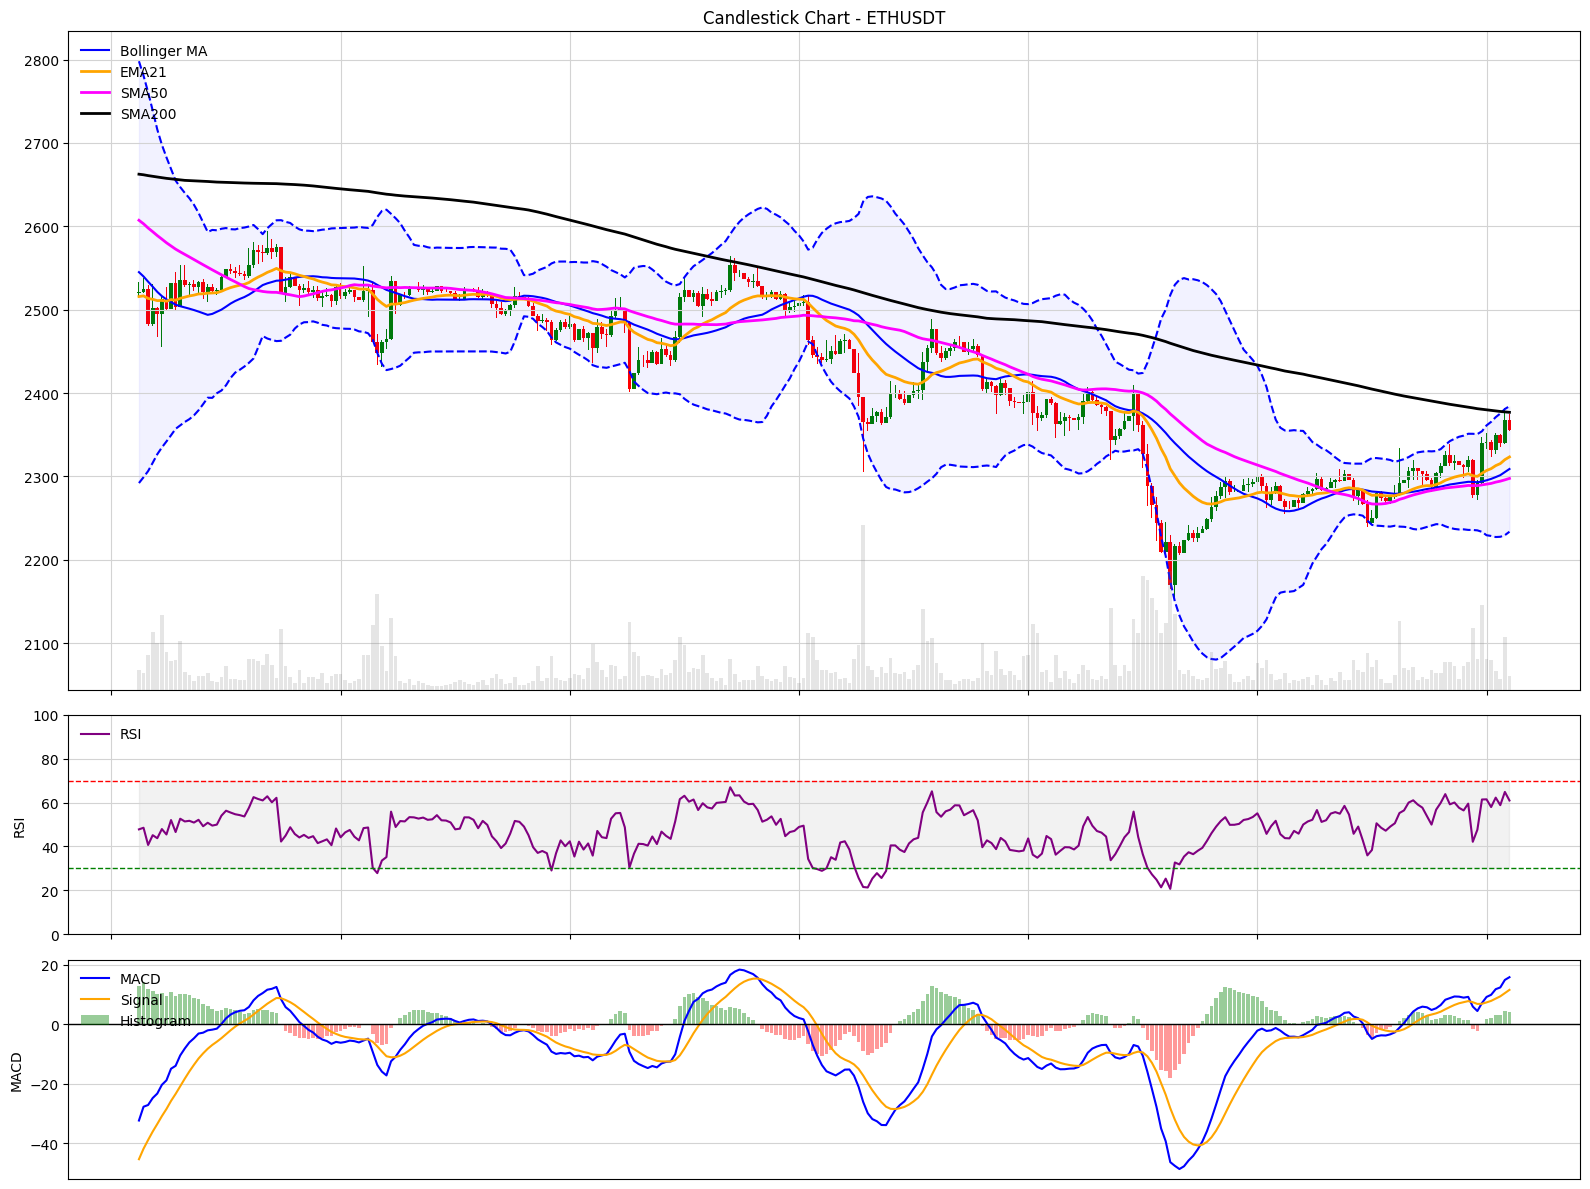 Candlestick Chart - ETHUSDT
Bollinger MA
EMA21
SMA50
SMA200
2800
2700
2600
2500
2400
2300
2200
2100
RSI
100
80
60
40
20
0
RSI
MACD
Signal
Histogram
20
0
−20
−40
MACD